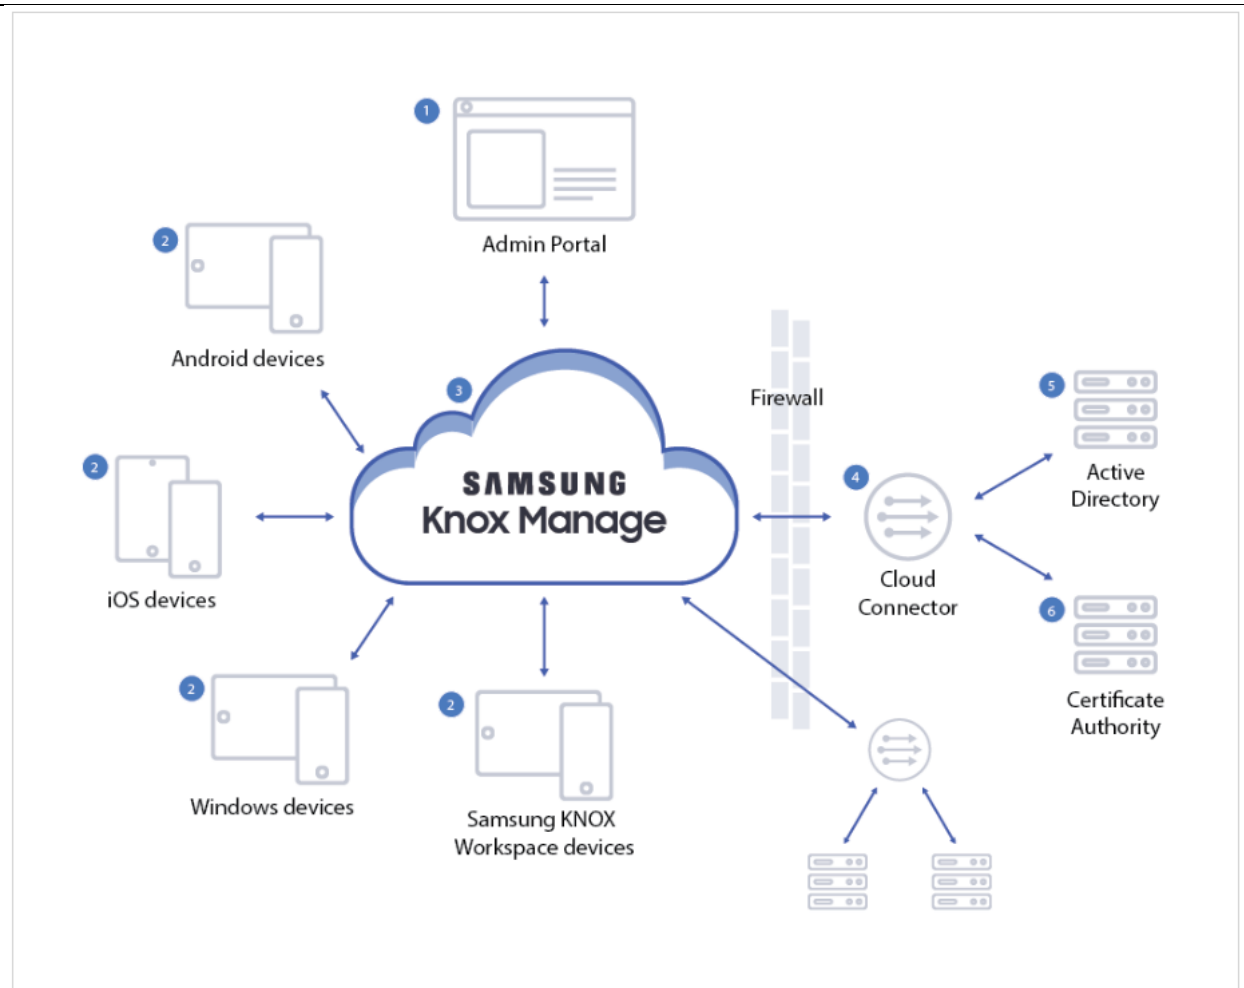 1
Admin Portal
2
Android devices
3
Firewall
5
Active
Directory
2
4
SAMSUNG
Knox Manage
iOS devices
Cloud
Connector
6
Certificate
Authority
2
Windows devices
2
Samsung KNOX
Workspace devices